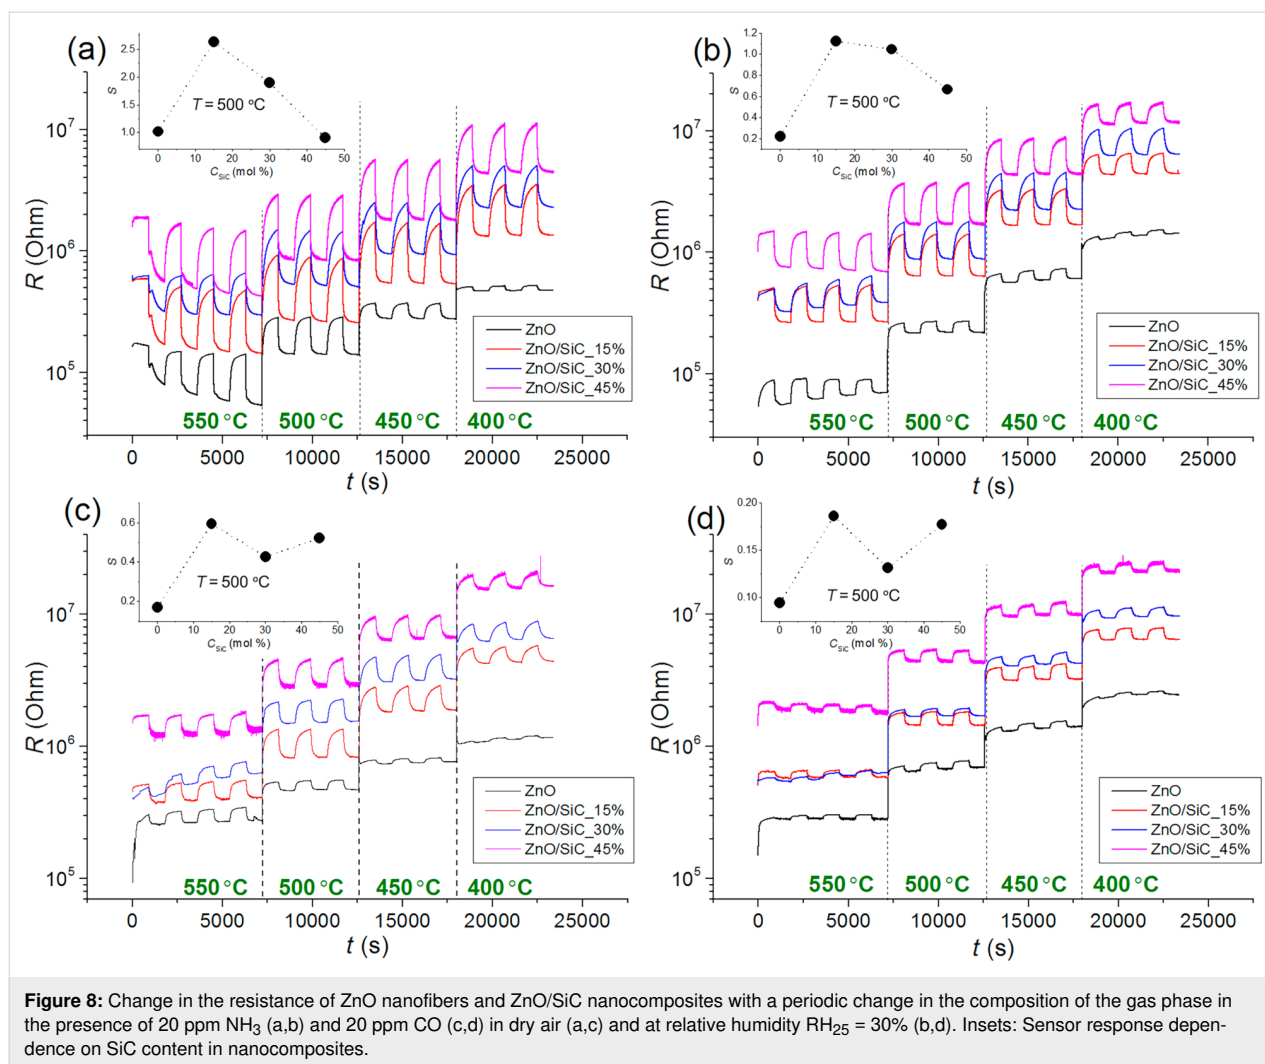 (a)
2.5
2.0
1.5
1.0
S
T = 500 °C
0 10 20 30 40 50
C_SiC (mol %)
10^7
10^6
10^5
R (Ohm)
ZnO
ZnO/SiC_15%
ZnO/SiC_30%
ZnO/SiC_45%
550 °C 500 °C 450 °C 400 °C
0 5000 10000 15000 20000 25000
t (s)
(b)
1.2
1.0
0.8
0.6
0.4
0.2
S
T = 500 °C
0 10 20 30 40 50
C_SiC (mol %)
10^7
10^6
10^5
R (Ohm)
ZnO
ZnO/SiC_15%
ZnO/SiC_30%
ZnO/SiC_45%
550 °C 500 °C 450 °C 400 °C
0 5000 10000 15000 20000 25000
t (s)
(c)
0.6
0.4
0.2
S
T = 500 °C
0 10 20 30 40 50
C_SiC (mol %)
10^7
10^6
10^5
R (Ohm)
ZnO
ZnO/SiC_15%
ZnO/SiC_30%
ZnO/SiC_45%
550 °C 500 °C 450 °C 400 °C
0 5000 10000 15000 20000 25000
t (s)
(d)
0.20
0.15
0.10
S
T = 500 °C
0 10 20 30 40 50
C_SiC (mol %)
10^7
10^6
10^5
R (Ohm)
ZnO
ZnO/SiC_15%
ZnO/SiC_30%
ZnO/SiC_45%
550 °C 500 °C 450 °C 400 °C
0 5000 10000 15000 20000 25000
t (s)
Figure 8: Change in the resistance of ZnO nanofibers and ZnO/SiC nanocomposites with a periodic change in the composition of the gas phase in
the presence of 20 ppm NH₃ (a,b) and 20 ppm CO (c,d) in dry air (a,c) and at relative humidity RH₂₅ = 30% (b,d). Insets: Sensor response depen-
dence on SiC content in nanocomposites.